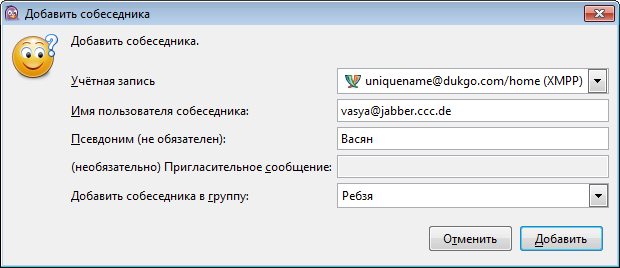 Добавить собеседника
Добавить собеседника.
Учётная запись
uniquename@dukgo.com/home (XMPP)
Имя пользователя собеседника:
vasya@jabber.ccc.de
Псевдоним (не обязателен):
Васян
(необязательно) Пригласительное сообщение:
Добавить собеседника в группу:
Ребзя
Отменить
Добавить